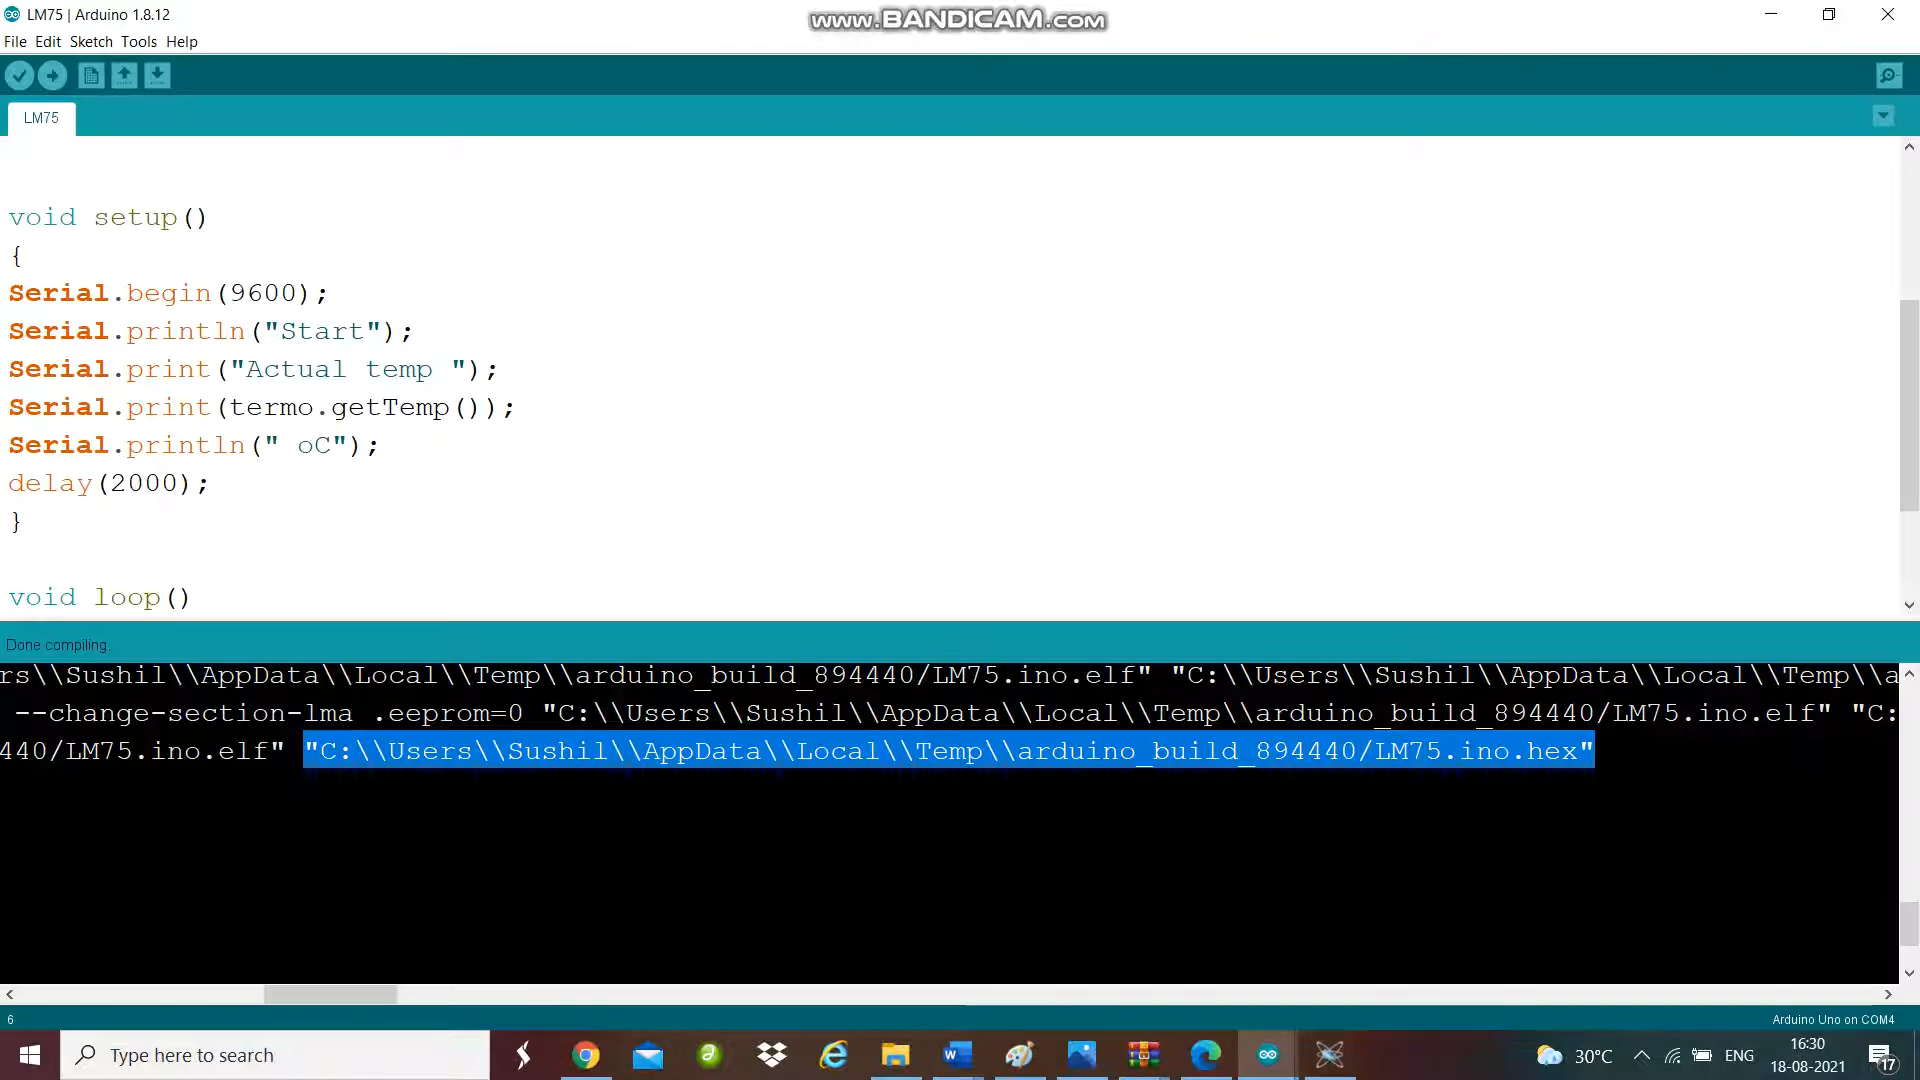 LM75 | Arduino 1.8.12
www.BANDICAM.com
File Edit Sketch Tools Help
LM75
void setup()
{
Serial.begin(9600);
Serial.println("Start");
Serial.print("Actual temp ");
Serial.print(termo.getTemp());
Serial.println(" oC");
delay(2000);
}
void loop()
Done compiling.
rs\\Sushil\\AppData\\Local\\Temp\\arduino_build_894440/LM75.ino.elf" "C:\\Users\\Sushil\\AppData\\Local\\Temp\\a
--change-section-lma .eeprom=0 "C:\\Users\\Sushil\\AppData\\Local\\Temp\\arduino_build_894440/LM75.ino.elf" "C:
440/LM75.ino.elf" "C:\\Users\\Sushil\\AppData\\Local\\Temp\\arduino_build_894440/LM75.ino.hex"
6
Arduino Uno on COM4
Type here to search
30°C
ENG
16:30
18-08-2021
17